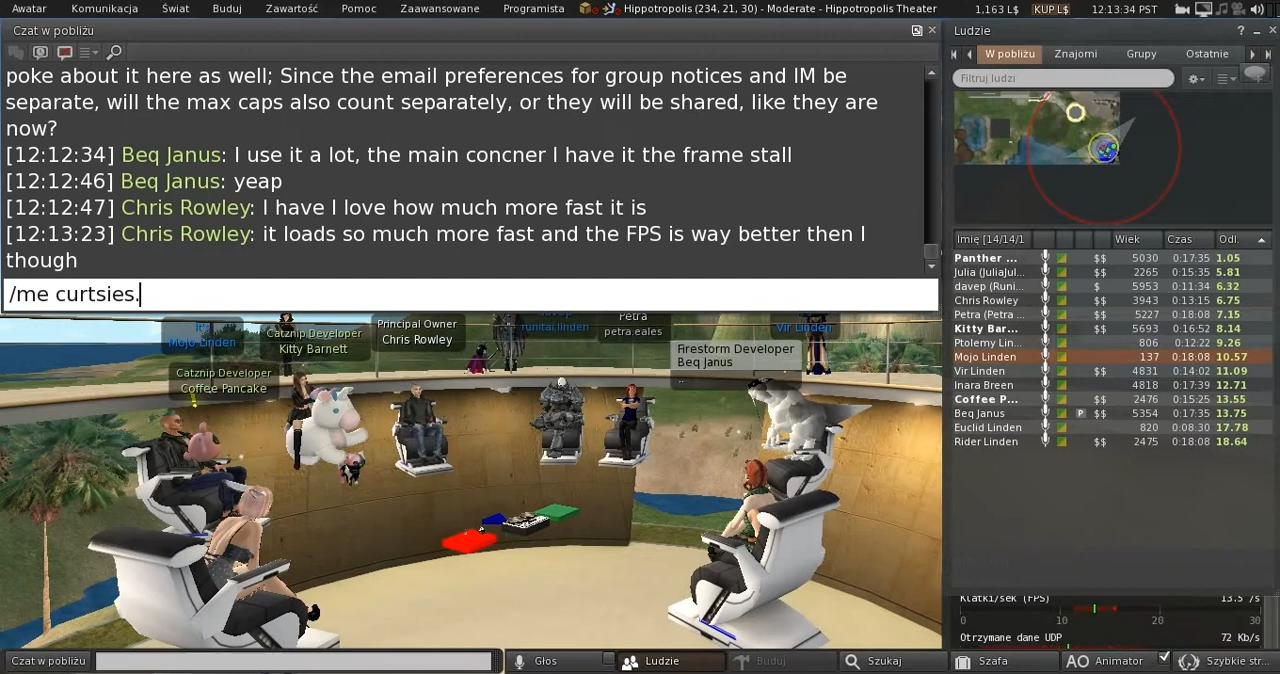 Awatar Komunikacja Świat Buduj Zawartość Pomoc Zaawansowane Programista Hippotropolis (234, 21, 30) - Moderate - Hippotropolis Theater 1,163 L$ KUP L$ 12:13:34 PST
Czat w pobliżu
poke about it here as well; Since the email preferences for group notices and IM be
separate, will the max caps also count separately, or they will be shared, like they are
now?
[12:12:34] Beq Janus: I use it a lot, the main concner I have it the frame stall
[12:12:46] Beq Janus: yeap
[12:12:47] Chris Rowley: I have I love how much more fast it is
[12:13:23] Chris Rowley: it loads so much more fast and the FPS is way better then I
though
/me curtsies.
Mojo Linden
Catznip Developer
Kitty Barnett
Principal Owner
Chris Rowley
runitai.linden
Petra
petra.eales
Vir Linden
Firestorm Developer
Beq Janus
..
Catznip Developer
Coffee Pancake
Ludzie
W pobliżu Znajomi Grupy Ostatnie
Filtruj ludzi
Imię [14/14/1 Wiek Czas Odl.
Panther ... $$ 5030 0:17:35 1.05
Julia (JuliaJul... $$ 2265 0:15:35 5.81
davep (Runi... $ 5953 0:11:34 6.32
Chris Rowley $$ 3943 0:13:15 6.75
Petra (Petra ... $$ 5227 0:18:08 7.15
Kitty Bar... $$ 5693 0:16:52 8.14
Ptolemy Lin... 806 0:12:22 9.26
Mojo Linden 137 0:18:08 10.57
Vir Linden $$ 4831 0:14:02 11.09
Inara Breen 4818 0:17:39 12.71
Coffee P... $$ 2476 0:15:25 13.55
Beq Janus P $$ 5354 0:17:35 13.75
Euclid Linden 820 0:08:30 17.78
Rider Linden $$ 2475 0:18:08 18.64
Klatki/sek (FPS) 13.5 /s
0 10 20 30
Otrzymane dane UDP 72 Kb/s
Czat w pobliżu Głos Ludzie Buduj Szukaj Szafa AO Animator Szybkie str...